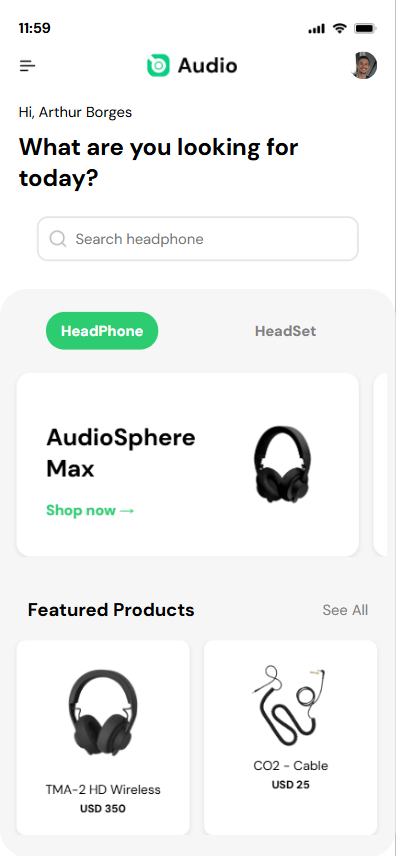 11:59
Audio
Hi, Arthur Borges
What are you looking for
today?
Search headphone
HeadPhone
HeadSet
AudioSphere
Max
Shop now →
Featured Products
See All
TMA-2 HD Wireless
USD 350
CO2 - Cable
USD 25